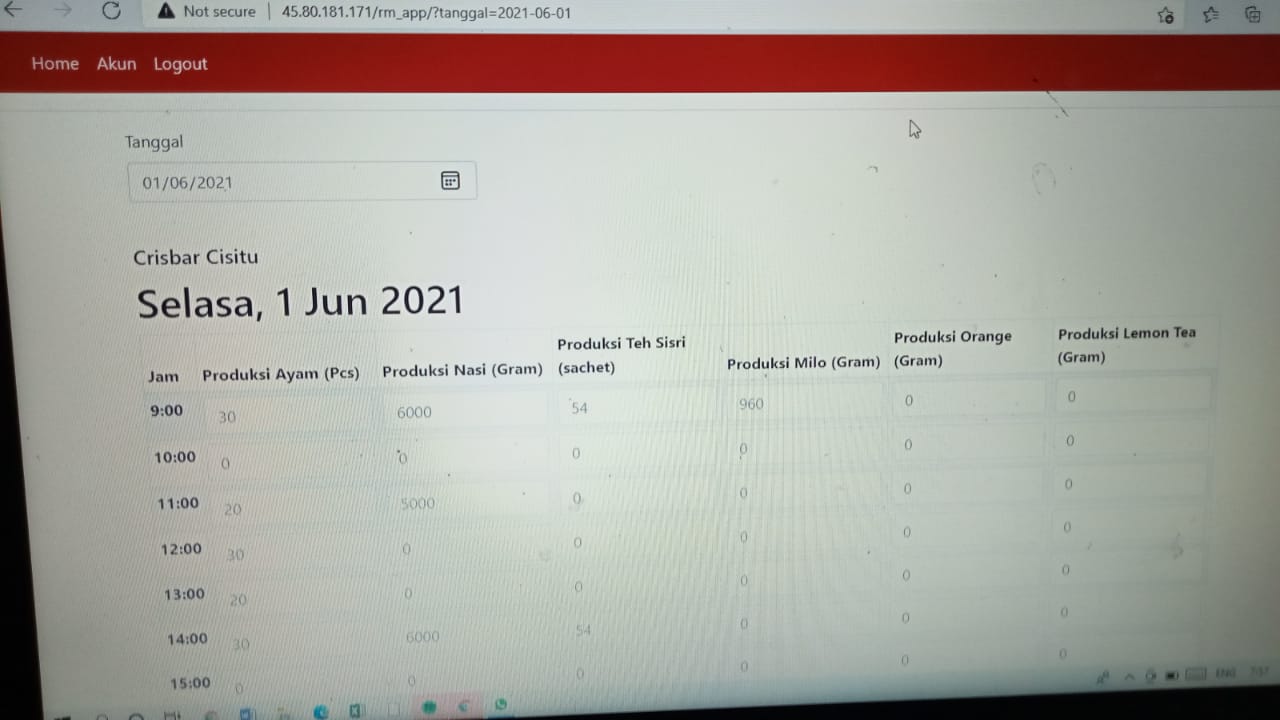 Not secure | 45.80.181.171/rm_app/?tanggal=2021-06-01
Home Akun Logout
Tanggal
01/06/2021
Crisbar Cisitu
Selasa, 1 Jun 2021
Jam Produksi Ayam (Pcs) Produksi Nasi (Gram) Produksi Teh Sisri (sachet) Produksi Milo (Gram) Produksi Orange (Gram) Produksi Lemon Tea (Gram)
9:00 30 6000 54 960 0 0
10:00 0 0 0 0 0 0
11:00 20 5000 0 0 0 0
12:00 30 0 0 0 0 0
13:00 20 0 0 0 0 0
14:00 30 6000 54 0 0 0
15:00 0 0 0 0 0 0
ENG